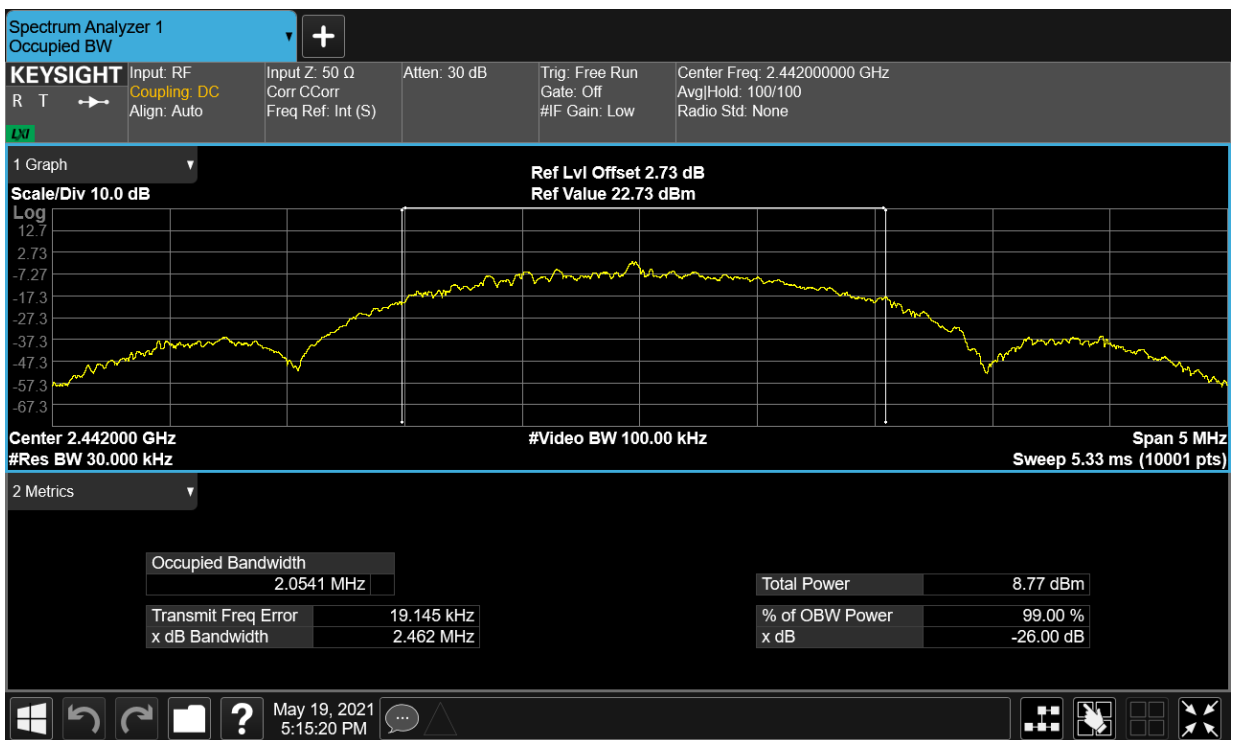 Spectrum Analyzer 1
Occupied BW
KEYSIGHT
R T
LXI
Input: RF
Coupling: DC
Align: Auto
Input Z: 50 Ω
Corr CCorr
Freq Ref: Int (S)
Atten: 30 dB
Trig: Free Run
Gate: Off
#IF Gain: Low
Center Freq: 2.442000000 GHz
Avg|Hold: 100/100
Radio Std: None
1 Graph
Scale/Div 10.0 dB
Ref Lvl Offset 2.73 dB
Ref Value 22.73 dBm
Log
12.7
2.73
-7.27
-17.3
-27.3
-37.3
-47.3
-57.3
-67.3
Center 2.442000 GHz
#Video BW 100.00 kHz
Span 5 MHz
#Res BW 30.000 kHz
Sweep 5.33 ms (10001 pts)
2 Metrics
Occupied Bandwidth
2.0541 MHz
Total Power 8.77 dBm
Transmit Freq Error 19.145 kHz
% of OBW Power 99.00 %
x dB Bandwidth 2.462 MHz
x dB -26.00 dB
?
May 19, 2021
5:15:20 PM